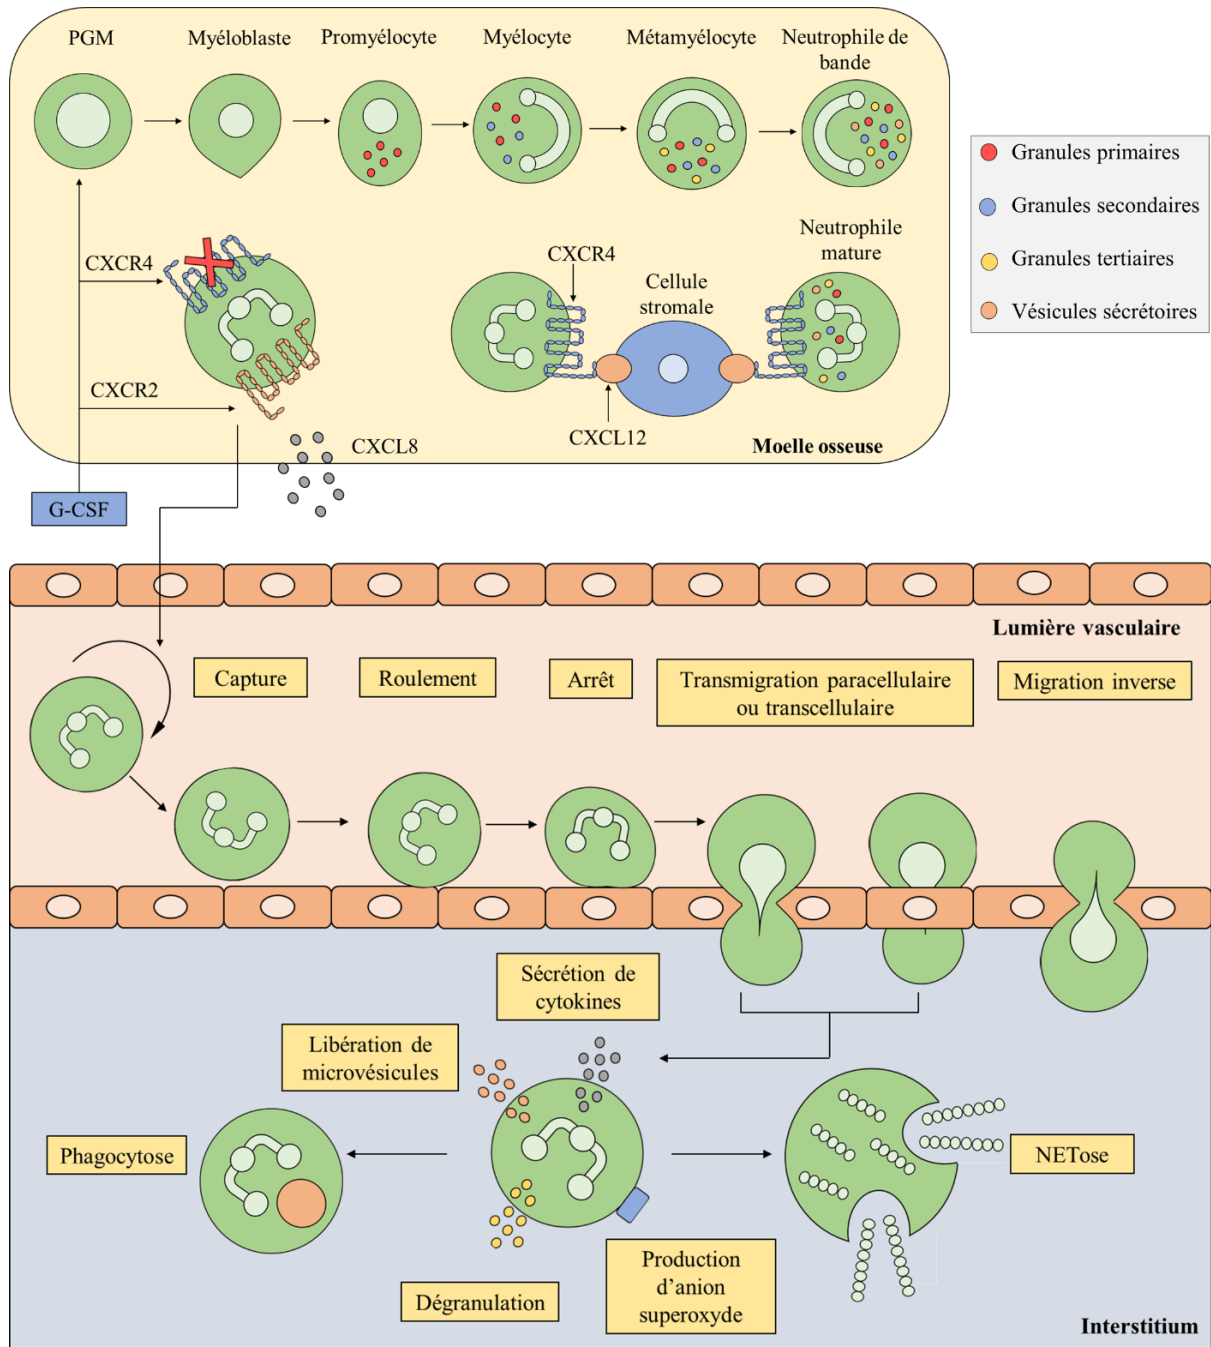 PGM
Myéloblaste
Promyélocyte
Myélocyte
Métamyélocyte
Neutrophile de
bande
Granules primaires
Granules secondaires
Granules tertiaires
Vésicules sécrétoires
CXCR4
CXCR2
CXCL8
G-CSF
CXCR4
Cellule
stromale
Neutrophile
mature
CXCL12
Moelle osseuse
Lumière vasculaire
Capture
Roulement
Arrêt
Transmigration paracellulaire
ou transcellulaire
Migration inverse
Sécrétion de
cytokines
Libération de
microvésicules
Phagocytose
NETose
Dégranulation
Production
d’anion
superoxyde
Interstitium